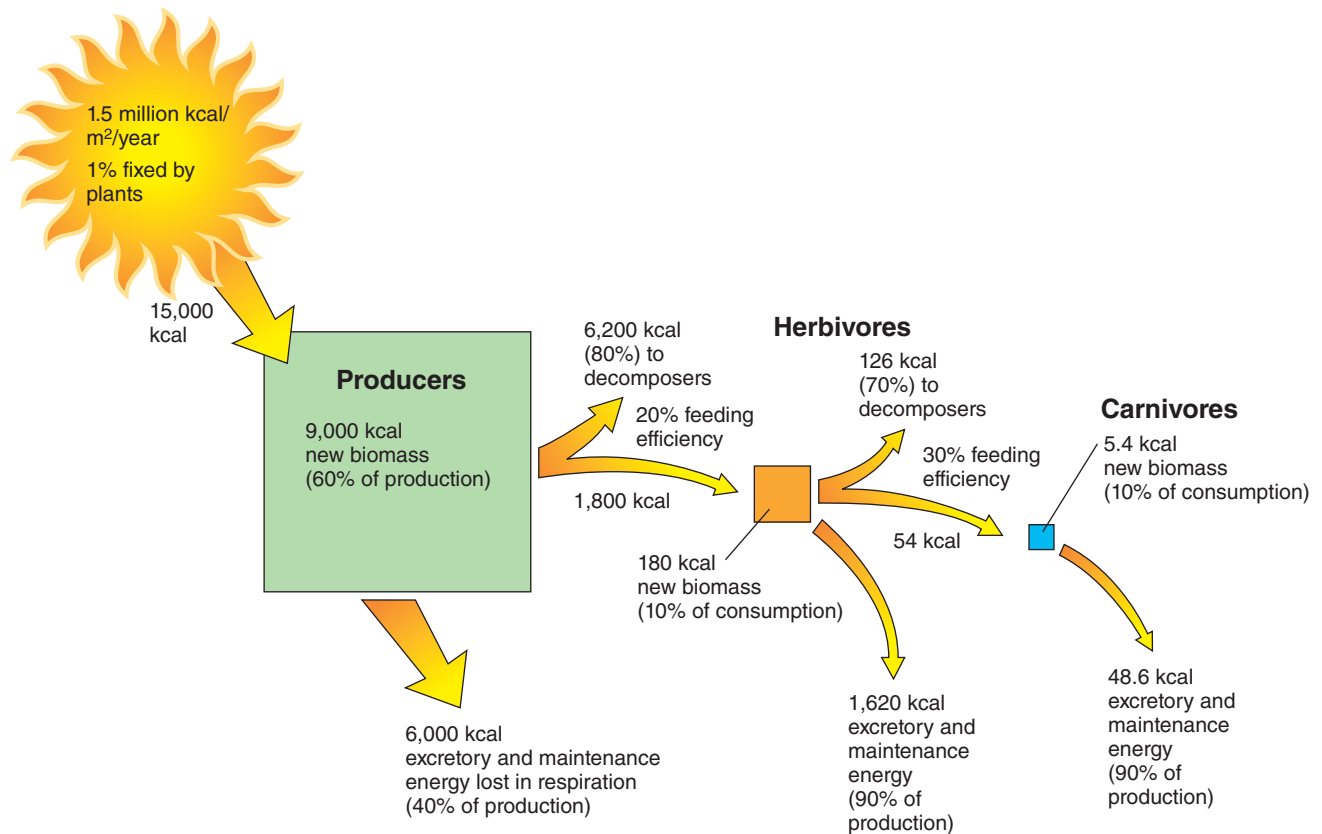 1.5 million kcal/
m²/year
1% fixed by
plants
15,000
kcal
Producers
9,000 kcal
new biomass
(60% of production)
6,000 kcal
excretory and maintenance
energy lost in respiration
(40% of production)
6,200 kcal
(80%) to
decomposers
20% feeding
efficiency
1,800 kcal
Herbivores
180 kcal
new biomass
(10% of consumption)
126 kcal
(70%) to
decomposers
30% feeding
efficiency
54 kcal
1,620 kcal
excretory and
maintenance
energy
(90% of
production)
Carnivores
5.4 kcal
new biomass
(10% of consumption)
48.6 kcal
excretory and
maintenance
energy
(90% of
production)